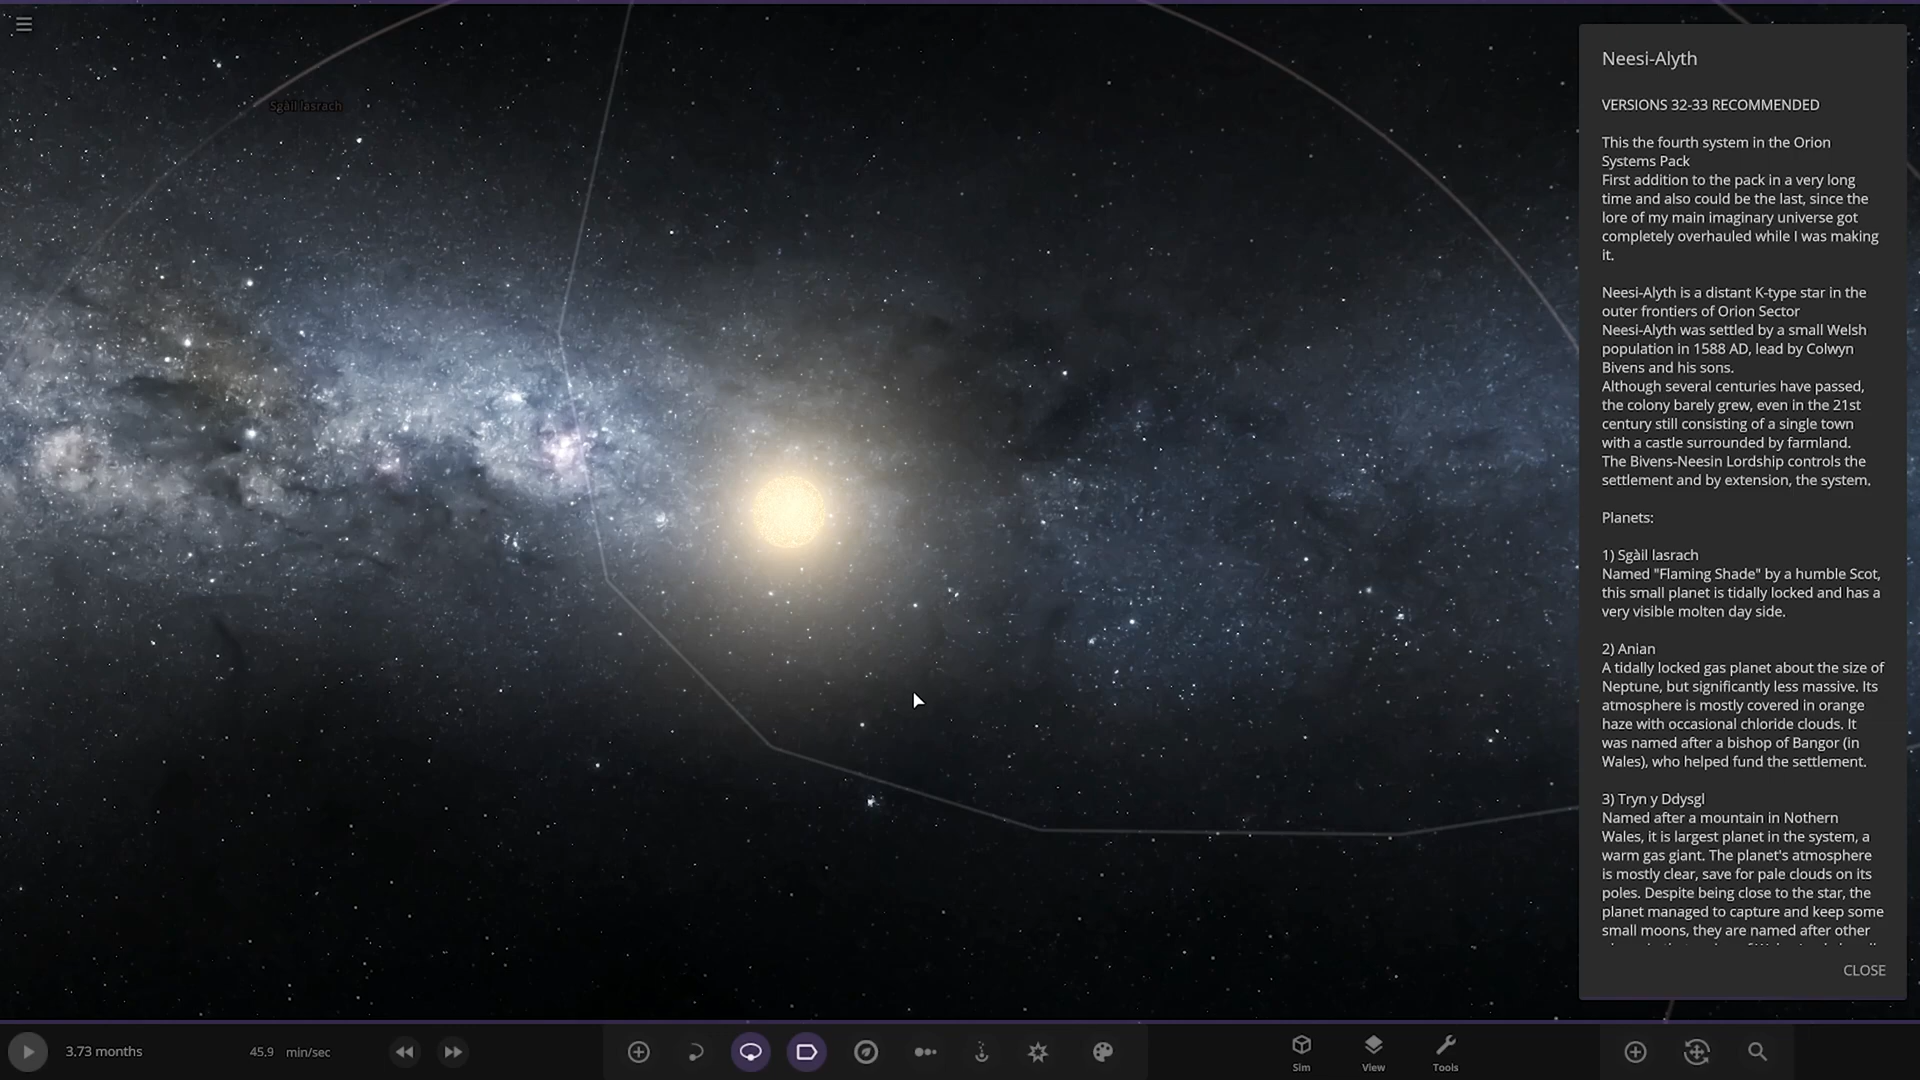 Sgàil lasrach
Neesi-Alyth
VERSIONS 32-33 RECOMMENDED
This the fourth system in the Orion
Systems Pack
First addition to the pack in a very long
time and also could be the last, since the
lore of my main imaginary universe got
completely overhauled while I was making
it.
Neesi-Alyth is a distant K-type star in the
outer frontiers of Orion Sector
Neesi-Alyth was settled by a small Welsh
population in 1588 AD, lead by Colwyn
Bivens and his sons.
Although several centuries have passed,
the colony barely grew, even in the 21st
century still consisting of a single town
with a castle surrounded by farmland.
The Bivens-Neesin Lordship controls the
settlement and by extension, the system.
Planets:
1) Sgàil lasrach
Named "Flaming Shade" by a humble Scot,
this small planet is tidally locked and has a
very visible molten day side.
2) Anian
A tidally locked gas planet about the size of
Neptune, but significantly less massive. Its
atmosphere is mostly covered in orange
haze with occasional chloride clouds. It
was named after a bishop of Bangor (in
Wales), who helped fund the settlement.
3) Tryn y Ddysgl
Named after a mountain in Nothern
Wales, it is largest planet in the system, a
warm gas giant. The planet's atmosphere
is mostly clear, save for pale clouds on its
poles. Despite being close to the star, the
planet managed to capture and keep some
small moons, they are named after other
CLOSE
3.73 months
45.9 min/sec
Sim
View
Tools